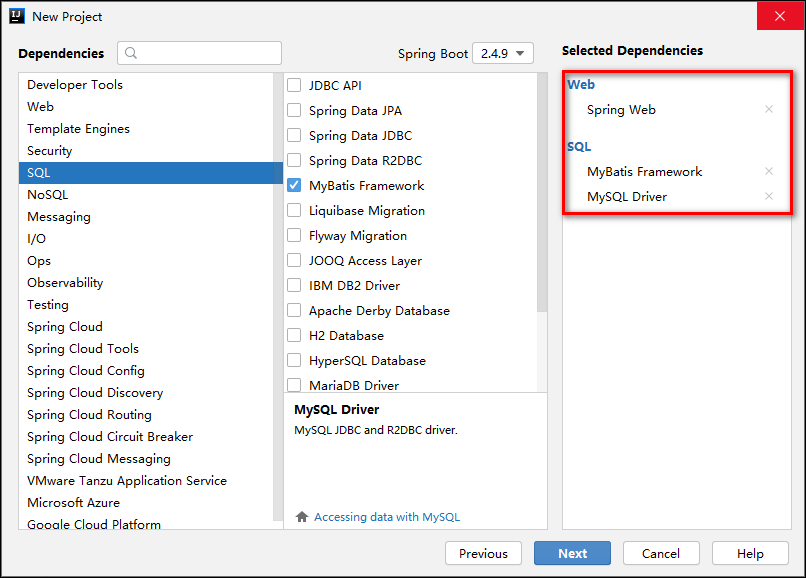 New Project
Dependencies
Spring Boot 2.4.9
Developer Tools
Web
Template Engines
Security
SQL
NoSQL
Messaging
I/O
Ops
Observability
Testing
Spring Cloud
Spring Cloud Tools
Spring Cloud Config
Spring Cloud Discovery
Spring Cloud Routing
Spring Cloud Circuit Breaker
Spring Cloud Messaging
VMware Tanzu Application Service
Microsoft Azure
Google Cloud Platform
JDBC API
Spring Data JPA
Spring Data JDBC
Spring Data R2DBC
MyBatis Framework
Liquibase Migration
Flyway Migration
JOOQ Access Layer
IBM DB2 Driver
Apache Derby Database
H2 Database
HyperSQL Database
MariaDB Driver
MySQL Driver
MySQL JDBC and R2DBC driver.
Accessing data with MySQL
Selected Dependencies
Web
Spring Web
SQL
MyBatis Framework
MySQL Driver
Previous
Next
Cancel
Help